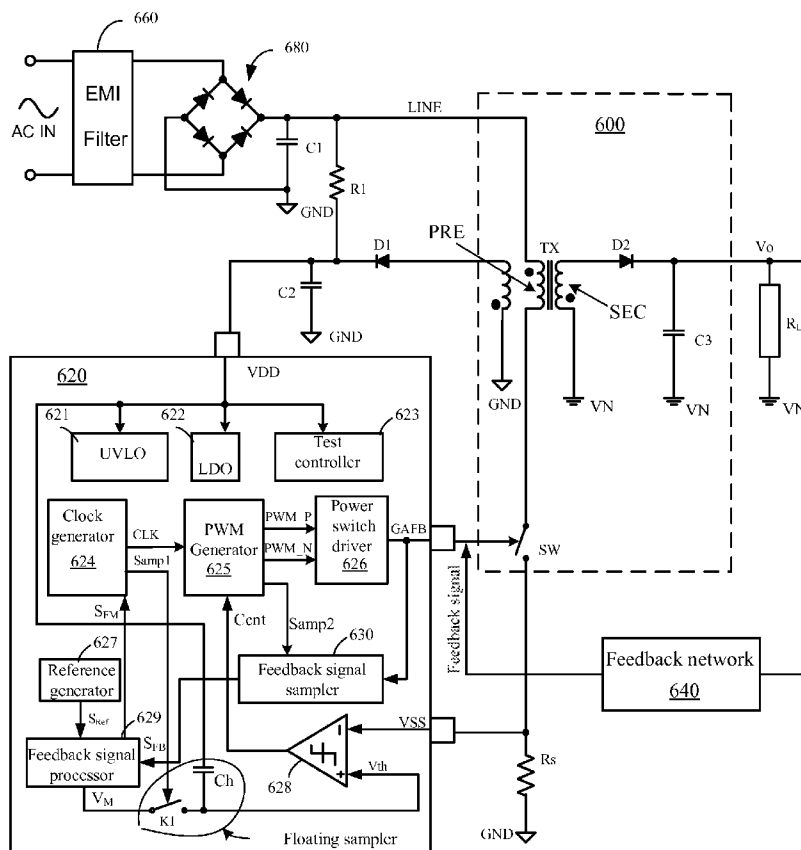 660
680
EMI
Filter
AC IN
LINE
600
C1
R1
GND
D1
PRE
TX
D2
Vo
SEC
C2
C3
GND
GND
VN
VN
VN
620
VDD
621
622
623
UVLO
LDO
Test
controller
Clock
generator
624
CLK
Samp1
PWM
Generator
625
PWM_P
PWM_N
Power
switch
driver
626
GAFB
SW
Feedback signal
SFM
Ccnt
Samp2
627
Reference
generator
630
Feedback signal
sampler
Feedback network
640
SRef
629
Feedback signal
processor
SFB
VSS
628
Vth
Ch
Rs
VM
K1
Floating sampler
GND